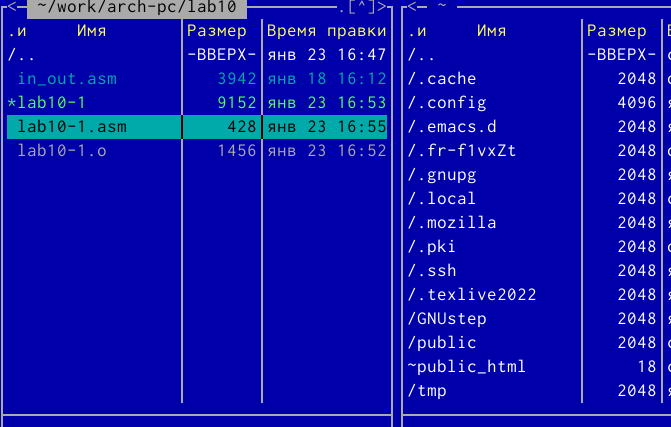 <─ ~/work/arch-pc/lab10 ─.[^]>
.и Имя Размер Время правки
/.. -ВВЕРХ- янв 23 16:47
in_out.asm 3942 янв 18 16:12
*lab10-1 9152 янв 23 16:53
lab10-1.asm 428 янв 23 16:55
lab10-1.o 1456 янв 23 16:52
<─ ~
.и Имя Размер
/.. -ВВЕРХ-
/.cache 2048
/.config 4096
/.emacs.d 2048
/.fr-f1vxZt 2048
/.gnupg 2048
/.local 2048
/.mozilla 2048
/.pki 2048
/.ssh 2048
/.texlive2022 2048
/GNUstep 2048
/public 2048
~public_html 18
/tmp 2048